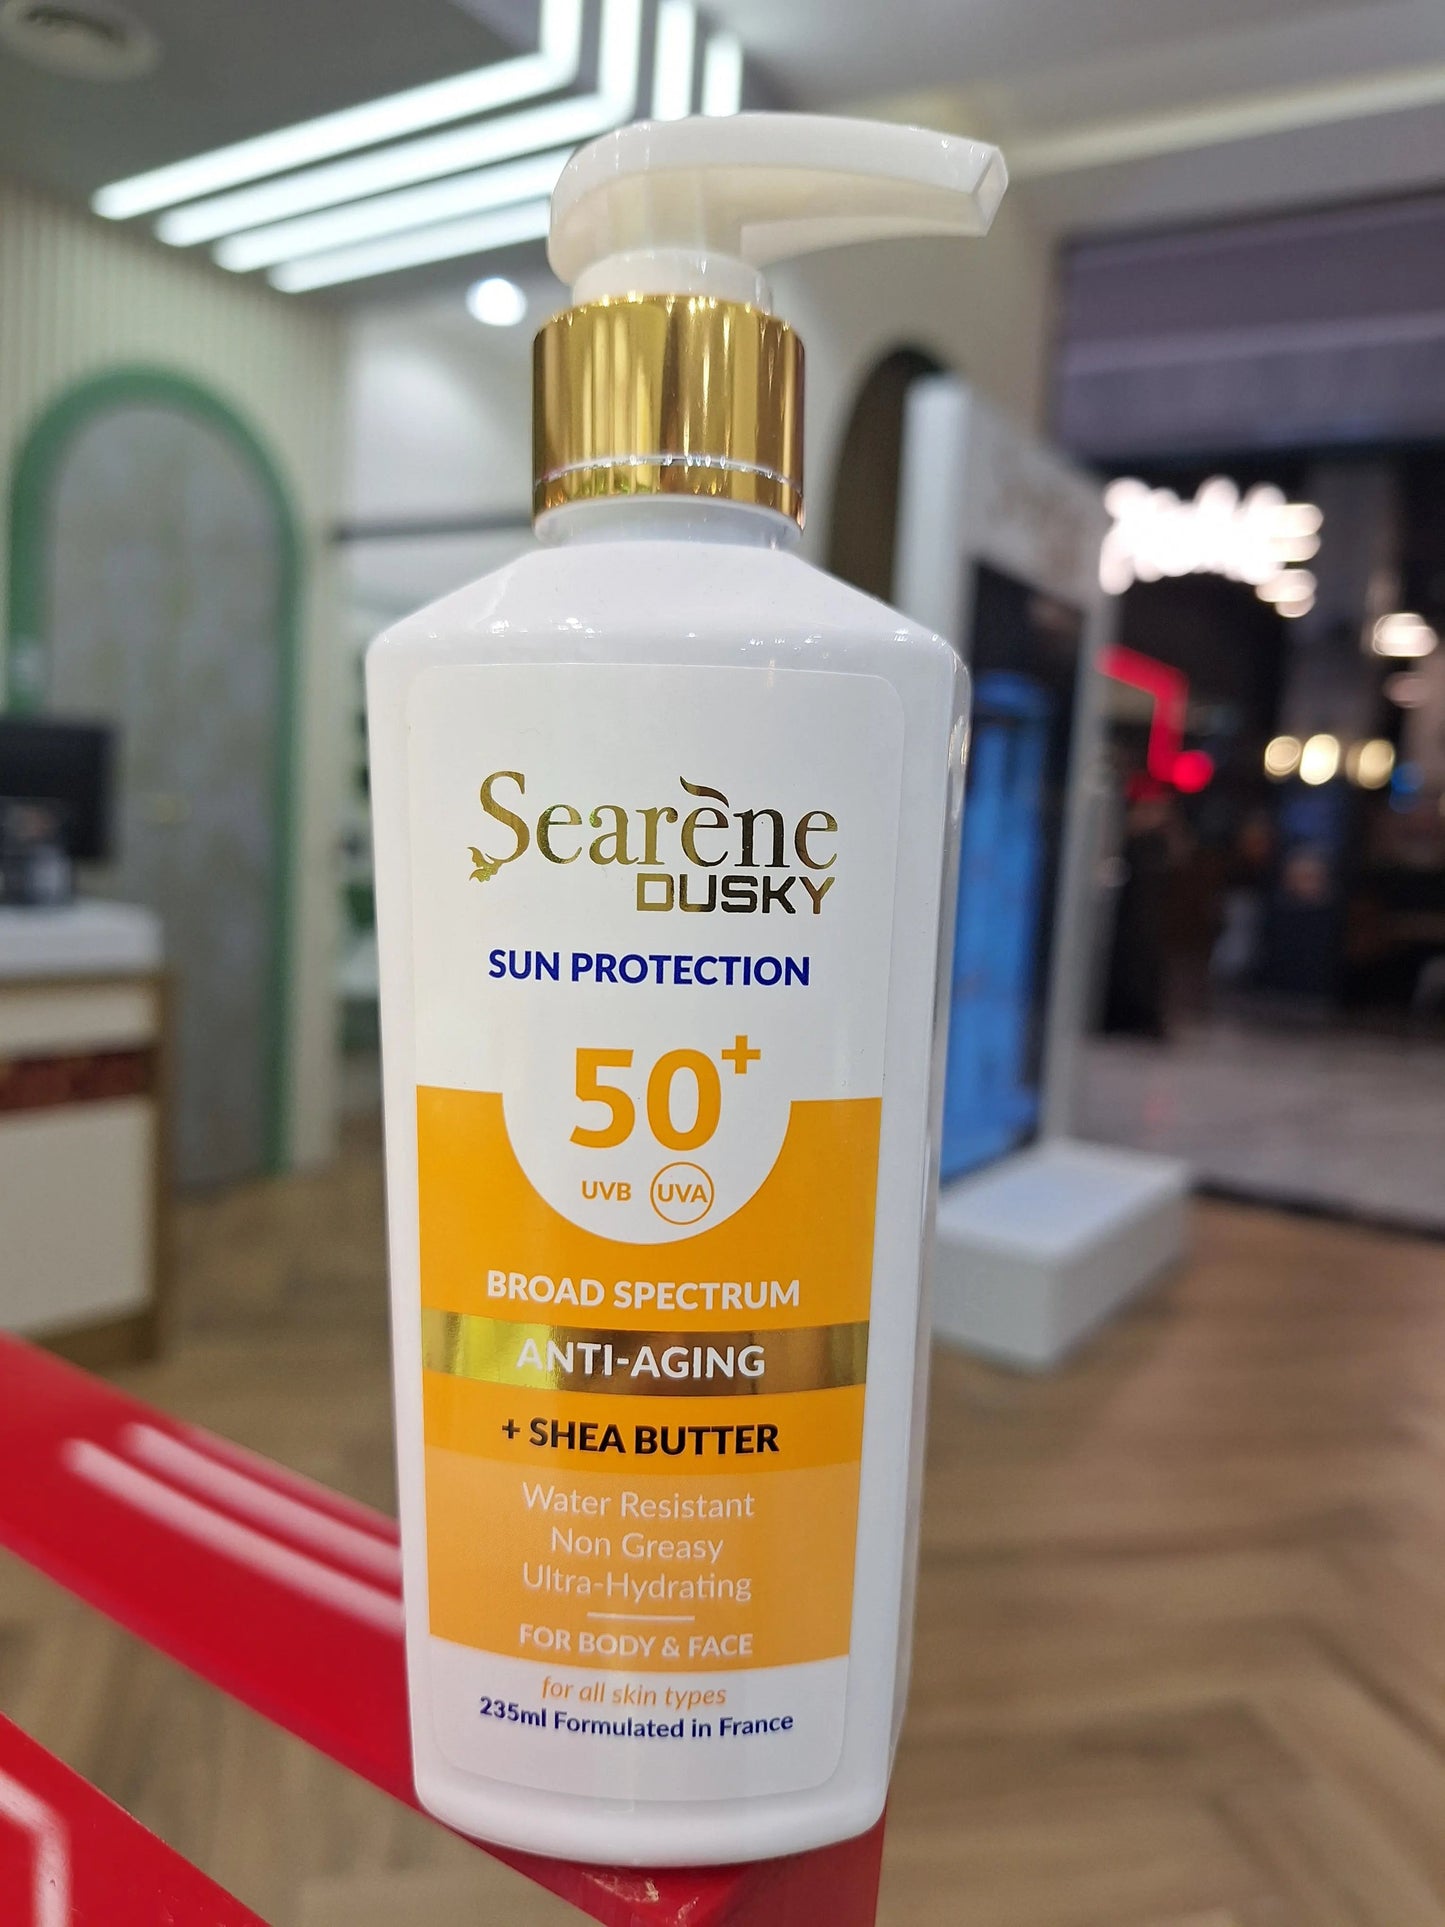 Searène
DUSKY
SUN PROTECTION
50+
UVB UVA
BROAD SPECTRUM
ANTI-AGING
+ SHEA BUTTER
Water Resistant
Non Greasy
Ultra-Hydrating
FOR BODY & FACE
for all skin types
235ml Formulated in France